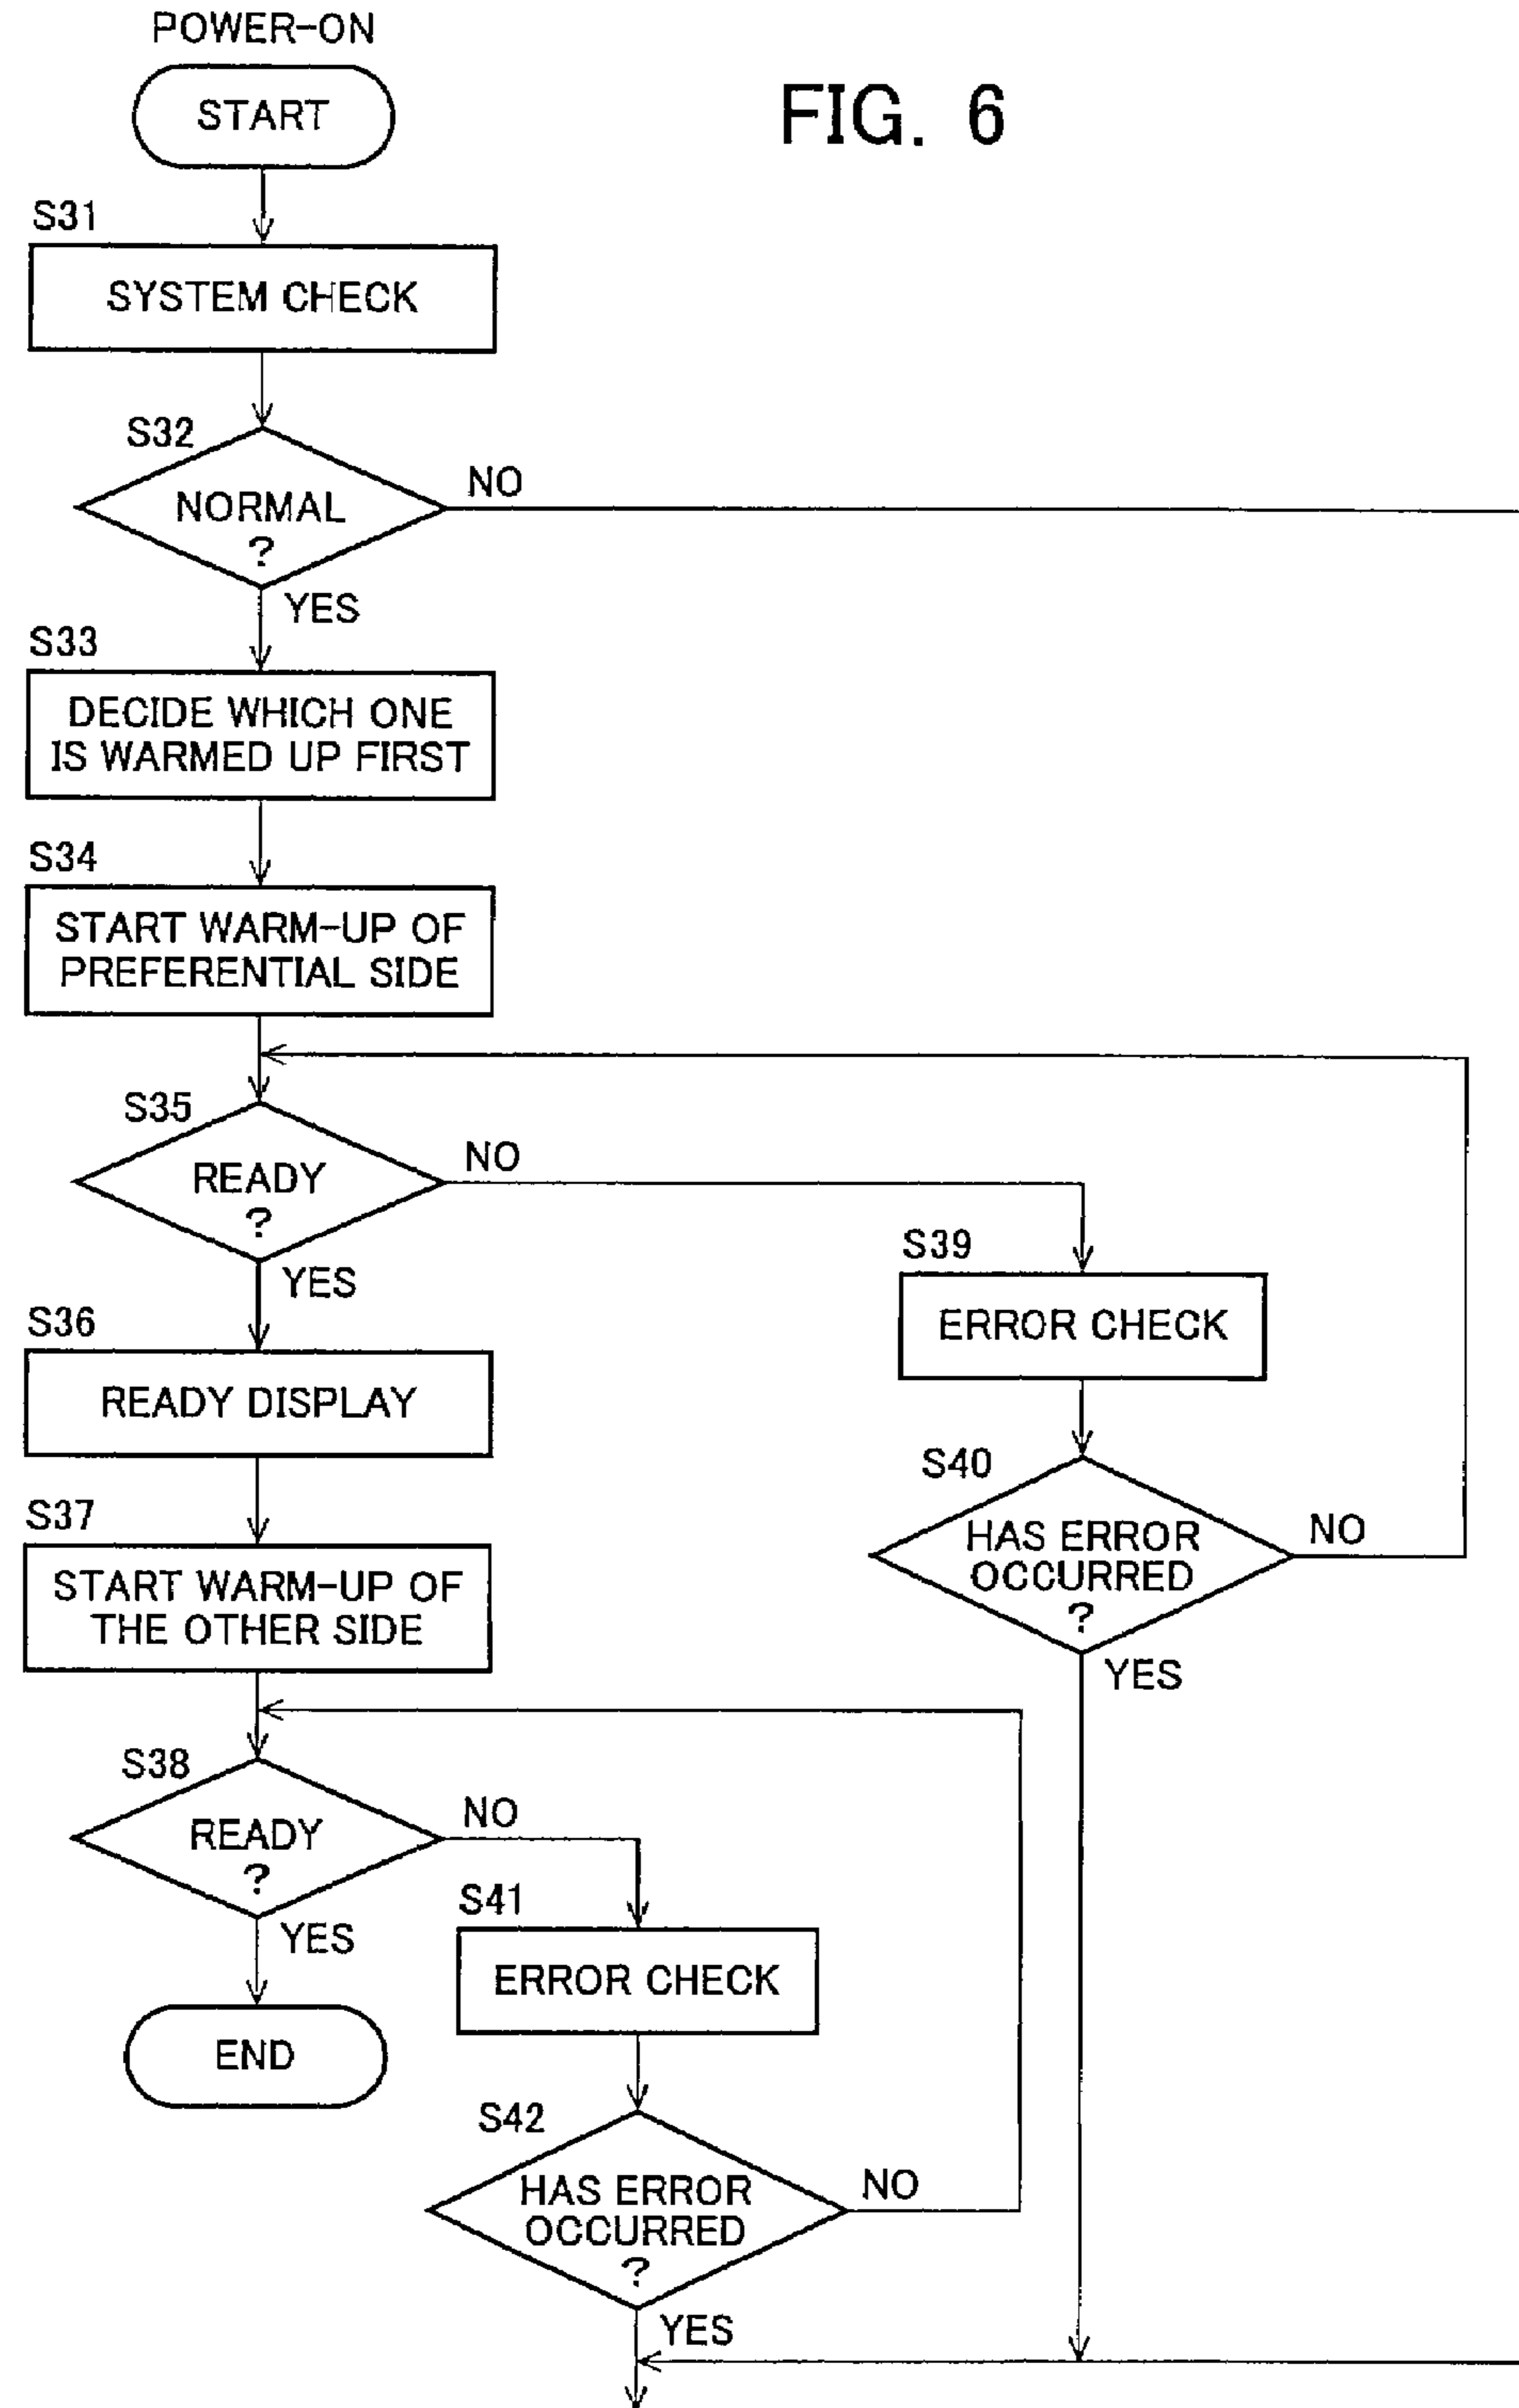 POWER-ON
START
FIG. 6
S31
SYSTEM CHECK
S32
NORMAL
?
NO
YES
S33
DECIDE WHICH ONE
IS WARMED UP FIRST
S34
START WARM-UP OF
PREFERENTIAL SIDE
S35
READY
?
NO
YES
S39
ERROR CHECK
S36
READY DISPLAY
S40
HAS ERROR
OCCURRED
?
NO
YES
S37
START WARM-UP OF
THE OTHER SIDE
S38
READY
?
NO
YES
S41
ERROR CHECK
END
S42
HAS ERROR
OCCURRED
?
NO
YES